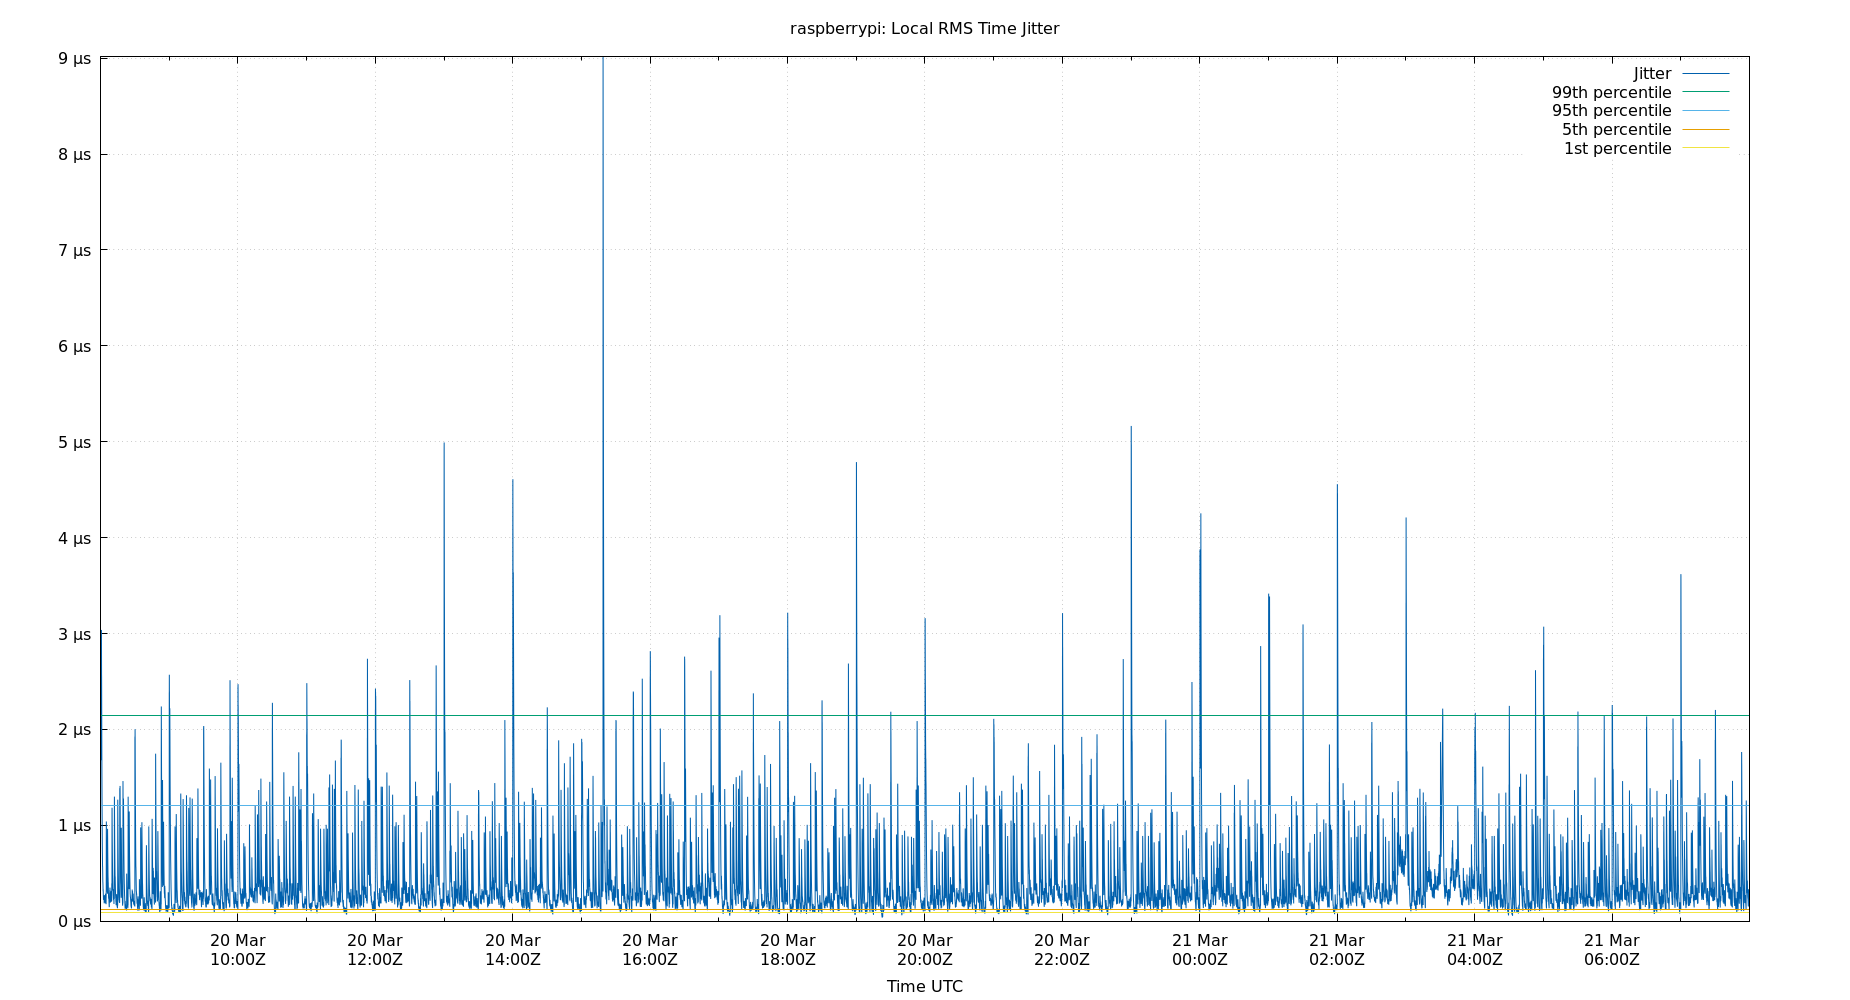 raspberrypi: Local RMS Time Jitter
9 µs
8 µs
7 µs
6 µs
5 µs
4 µs
3 µs
2 µs
1 µs
0 µs
Jitter
99th percentile
95th percentile
5th percentile
1st percentile
20 Mar 20 Mar 20 Mar 20 Mar 20 Mar 20 Mar 20 Mar 21 Mar 21 Mar 21 Mar 21 Mar
10:00Z 12:00Z 14:00Z 16:00Z 18:00Z 20:00Z 22:00Z 00:00Z 02:00Z 04:00Z 06:00Z
Time UTC